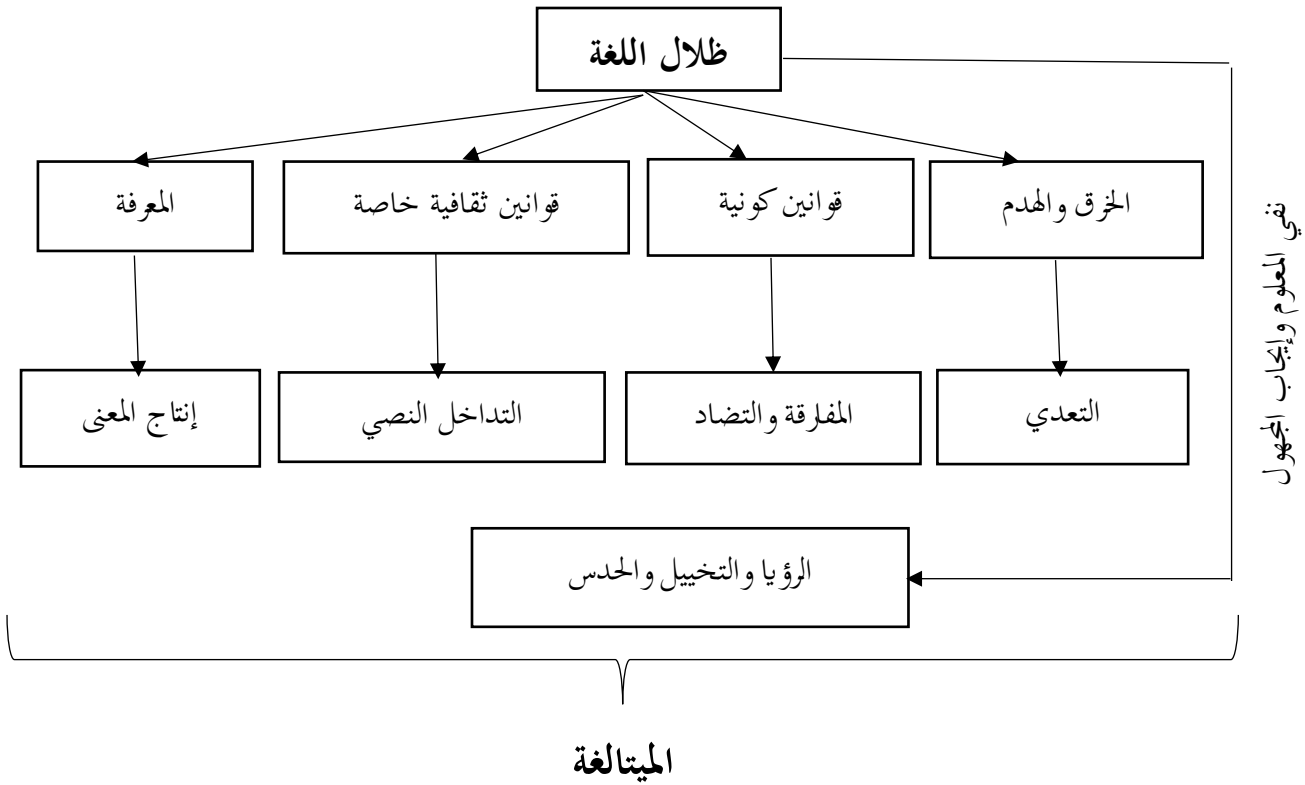 ظلال اللغة
الخرق والهدم
قوانين كونية
قوانين ثقافية خاصة
المعرفة
التعدي
المفارقة والتضاد
التداخل النصي
إنتاج المعنى
نفي المعلوم وإيجاب المجهول
الرؤيا والتخييل والحدس
الميتالغة